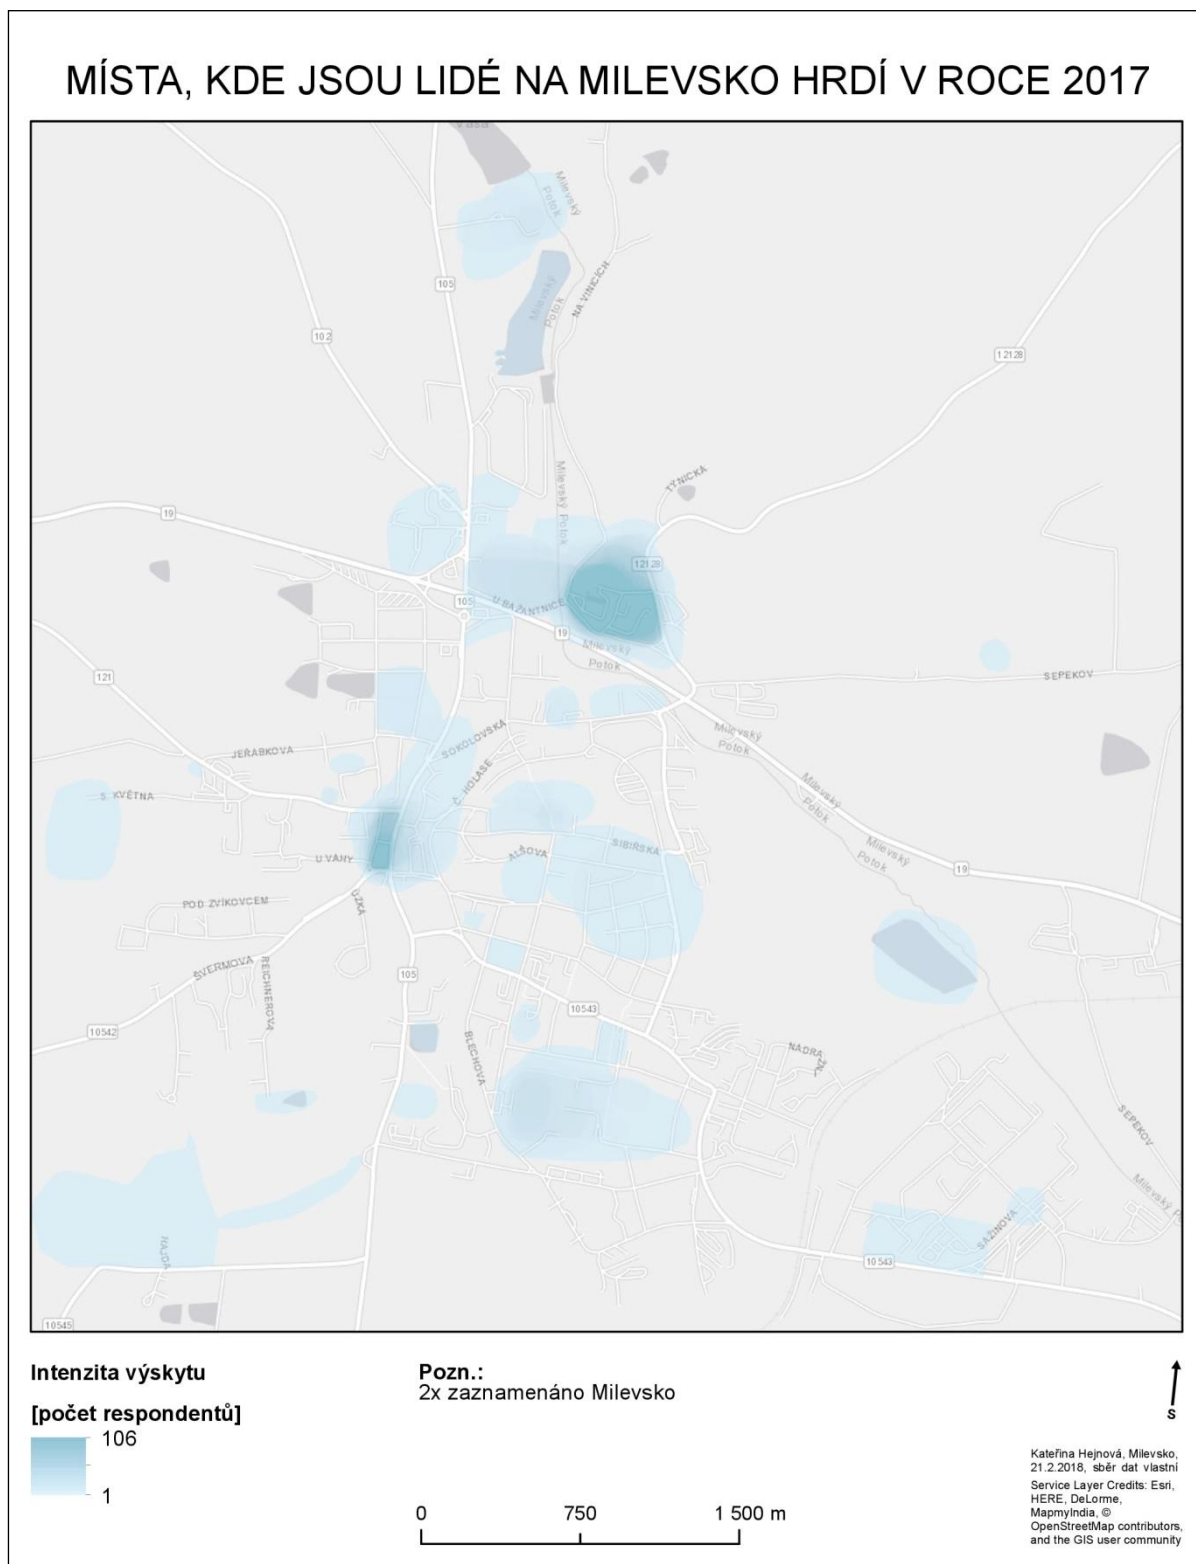 MÍSTA, KDE JSOU LIDÉ NA MILEVSKO HRDÍ V ROCE 2017
Milevský
Potok
105
NA VINICÍCH
Milevský
Potok
102
12128
TÝNICKÁ
Milevský Potok
19
12128
105
U BAŽANTNICE
19
Milevský
Potok
121
SEPEKOV
SOKOLOVSKÁ
Milevský
Potok
JEŘÁBKOVA
Č. HOLASE
Milevský
Potok
5. KVĚTNA
SIBIŘSKÁ
Milevský
Potok
ALŠOVA
U VÁHY
19
POD ZVÍKOVCEM
ÚZKÁ
ŠVERMOVA
REICHNEROVA
105
10543
10542
BLECHOVA
NÁDRAŽNÍ
SEPEKOV
SAŽINOVA
HAJDA
10543
10545
Intenzita výskytu
[počet respondentů]
106
1
Pozn.:
2x zaznamenáno Milevsko
S
0 750 1 500 m
Kateřina Hejnová, Milevsko,
21.2.2018, sběr dat vlastní
Service Layer Credits: Esri,
HERE, DeLorme,
MapmyIndia, ©
OpenStreetMap contributors,
and the GIS user community